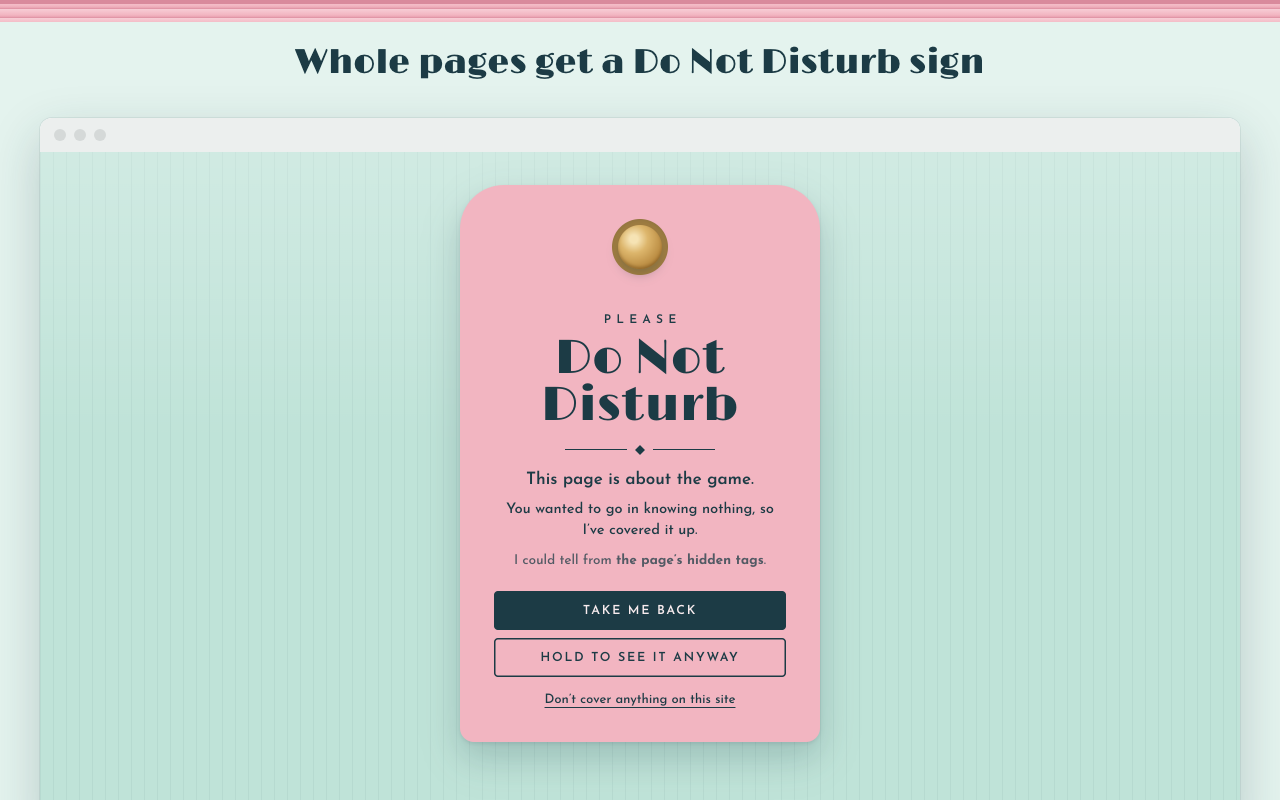 Whole pages get a Do Not Disturb sign
PLEASE
Do Not
Disturb
This page is about the game.
You wanted to go in knowing nothing, so
I’ve covered it up.
I could tell from the page’s hidden tags.
TAKE ME BACK
HOLD TO SEE IT ANYWAY
Don’t cover anything on this site